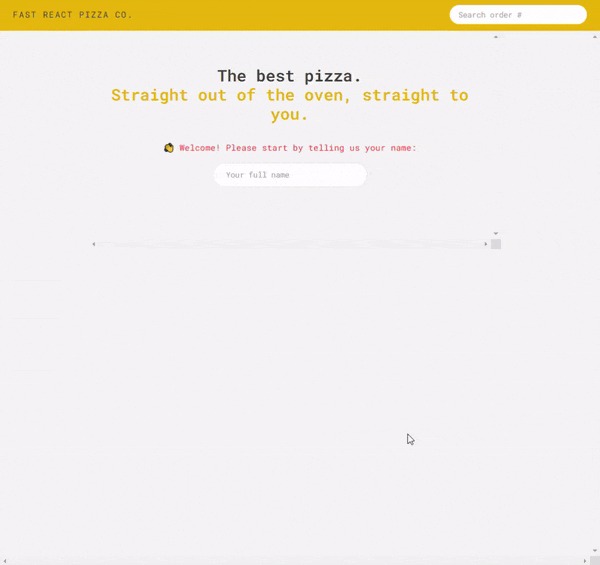 FAST REACT PIZZA CO.
Search order #
The best pizza.
Straight out of the oven, straight to
you.
👋 Welcome! Please start by telling us your name:
Your full name